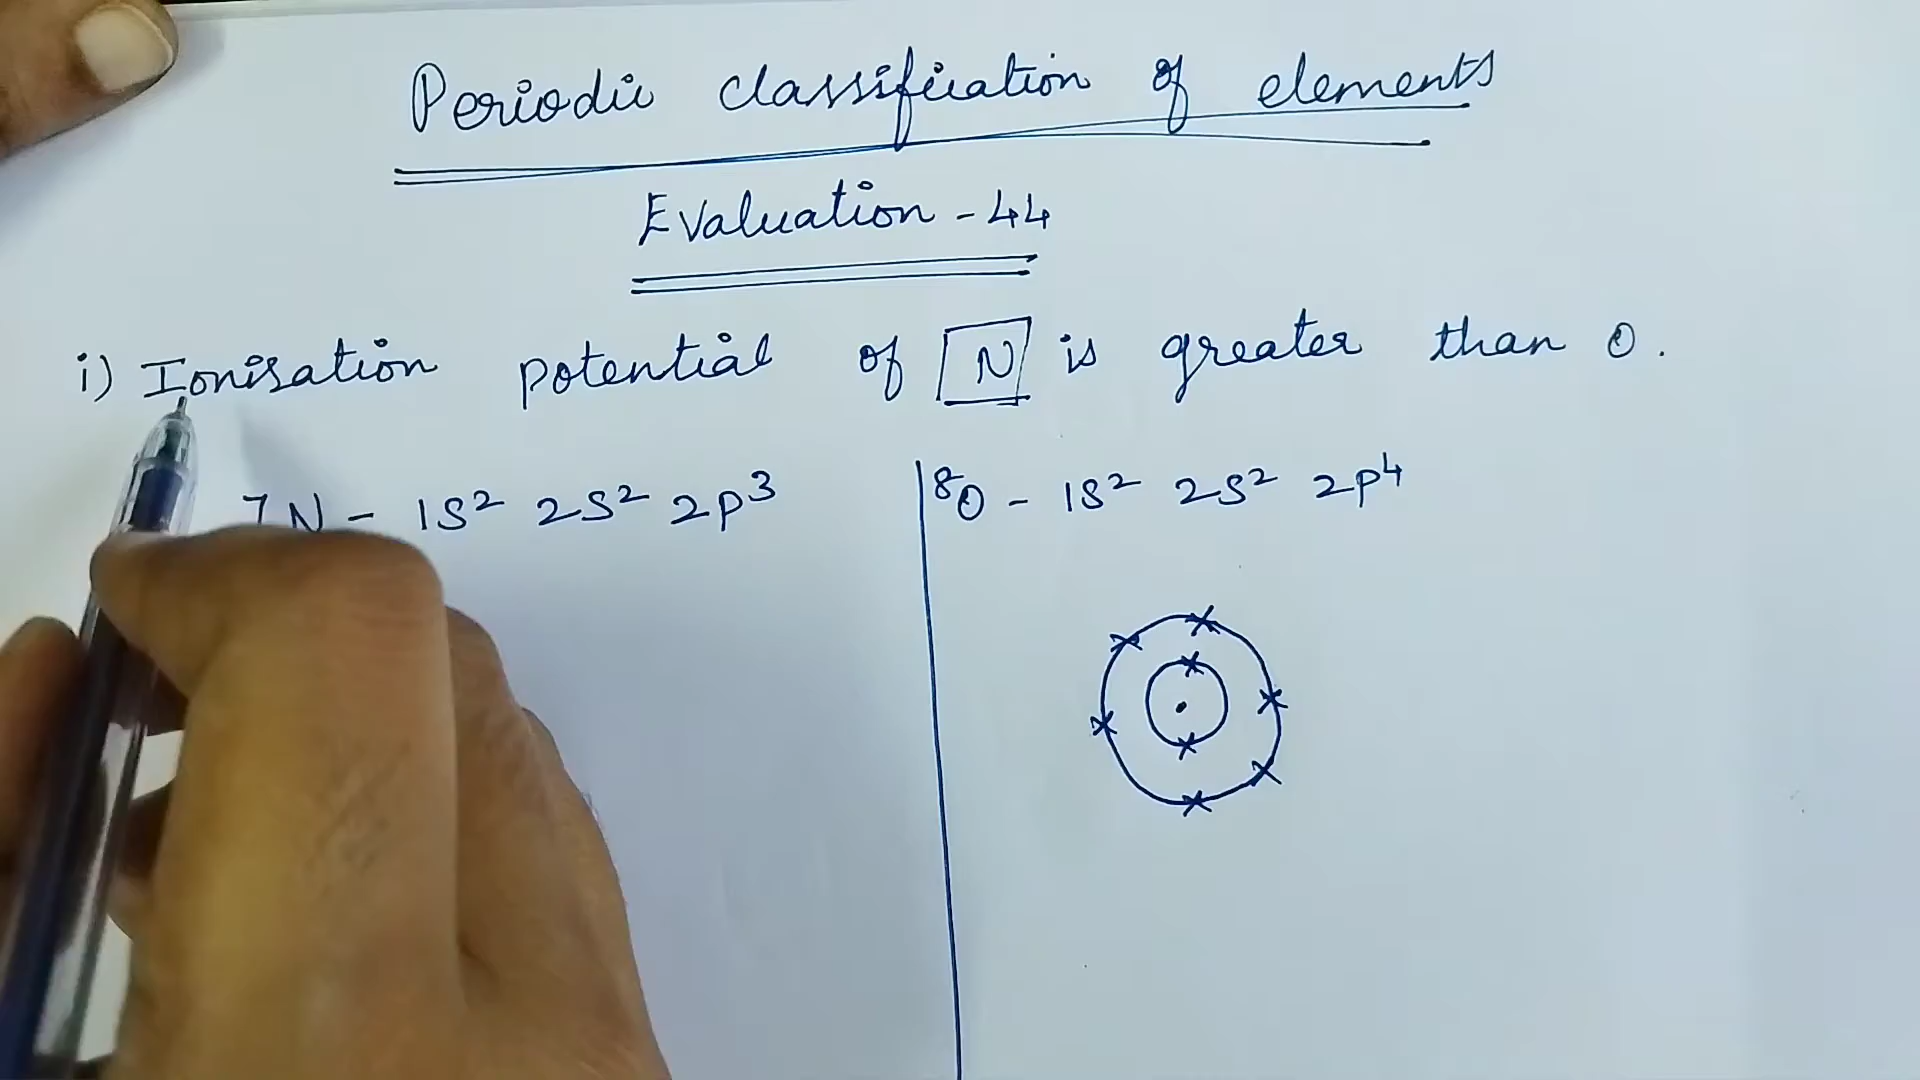 Periodic classification of elements
Evaluation - 44
i) Ionisation potential of N is greater than O.
7N - 1S² 2S² 2P³
8O - 1S² 2S² 2P⁴